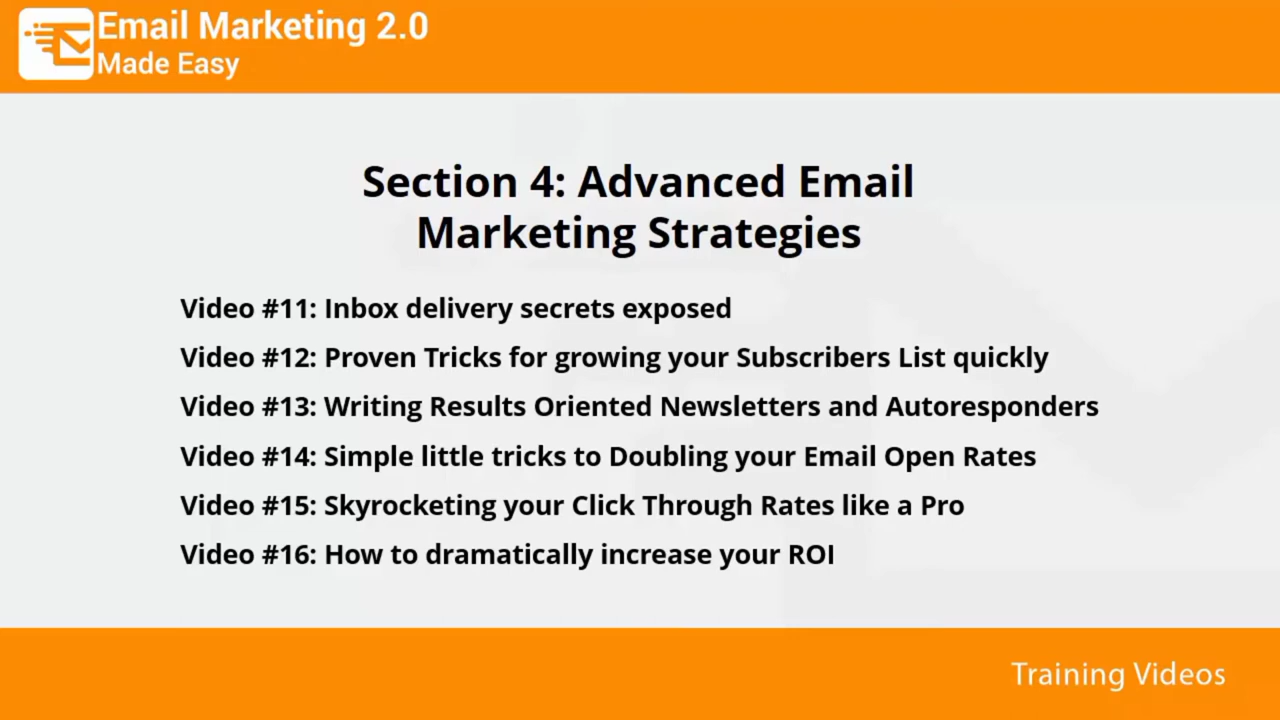 Email Marketing 2.0
Made Easy
Section 4: Advanced Email
Marketing Strategies
Video #11: Inbox delivery secrets exposed
Video #12: Proven Tricks for growing your Subscribers List quickly
Video #13: Writing Results Oriented Newsletters and Autoresponders
Video #14: Simple little tricks to Doubling your Email Open Rates
Video #15: Skyrocketing your Click Through Rates like a Pro
Video #16: How to dramatically increase your ROI
Training Videos